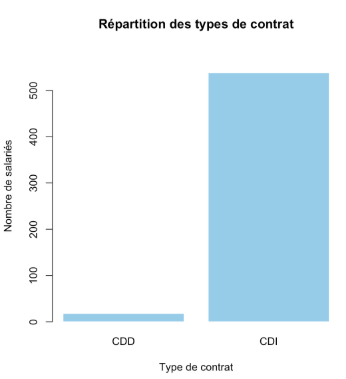 Répartition des types de contrat
Nombre de salariés
500
400
300
200
100
0
CDD CDI
Type de contrat